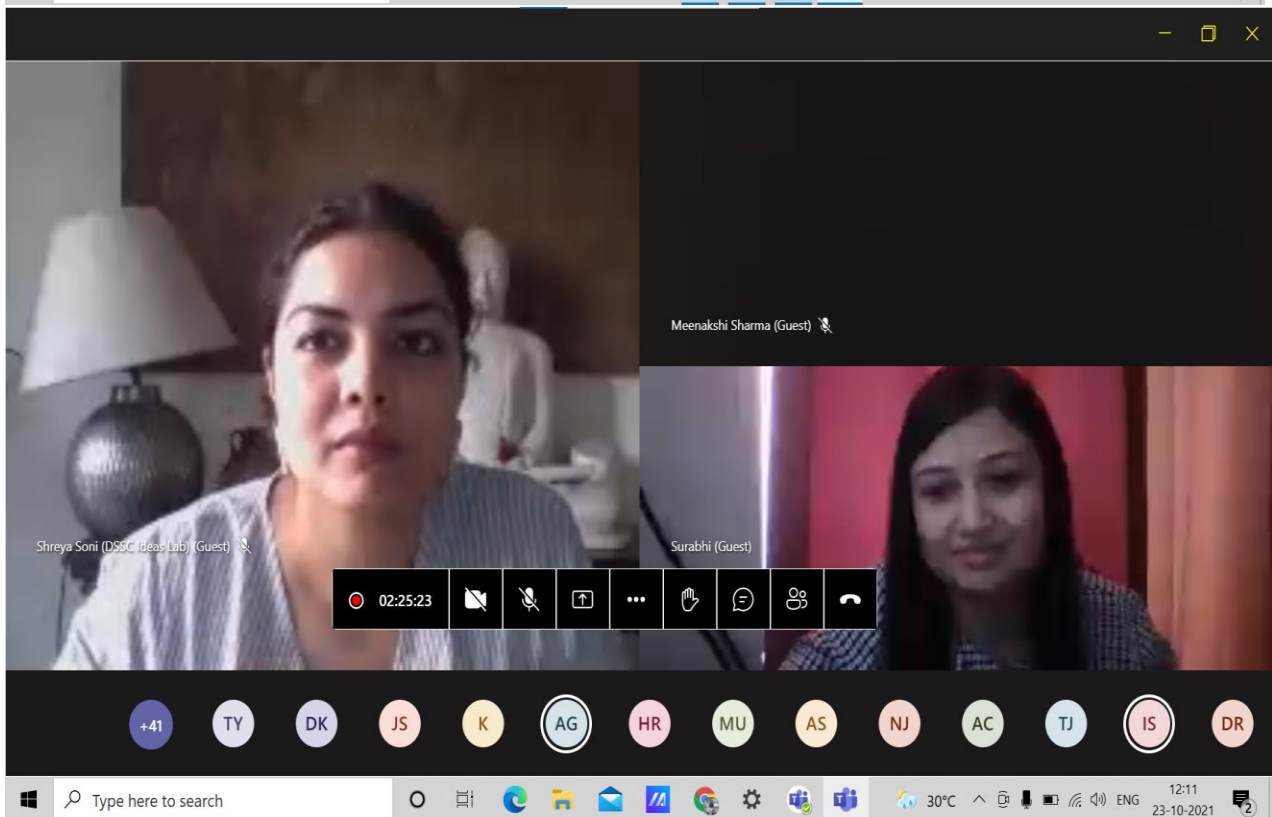 Meenakshi Sharma (Guest)
Shreya Soni (DSSC Ideas Lab) (Guest)
Surabhi (Guest)
02:25:23
+41
TY
DK
JS
K
AG
HR
MU
AS
NJ
AC
TJ
IS
DR
Type here to search
30°C
ENG
12:11
23-10-2021
2